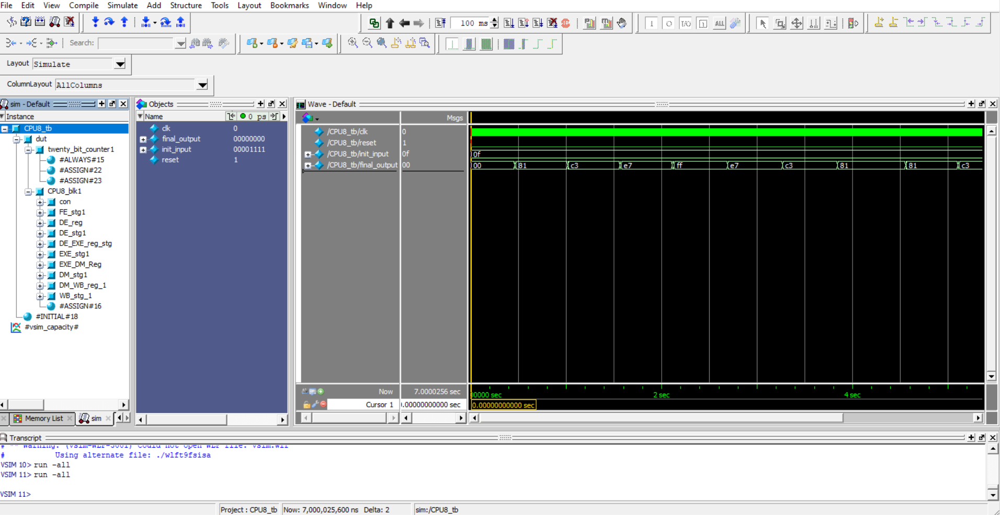 File Edit View Compile Simulate Add Structure Tools Layout Bookmarks Window Help
100 ms
ALL
Search:
Layout Simulate
ColumnLayout AllColumns
sim - Default
Instance
CPU8_tb
dut
twenty_bit_counter1
#ALWAYS#15
#ASSIGN#22
#ASSIGN#23
CPU8_blk1
con
FE_stg1
DE_reg
DE_stg1
DE_EXE_reg_stg
EXE_stg1
EXE_DM_Reg
DM_stg1
DM_WB_reg_1
WB_stg_1
#ASSIGN#16
#INITIAL#18
#vsim_capacity#
Memory List sim
Objects
Name 0 ps
clk 0
final_output 00000000
init_input 00001111
reset 1
Wave - Default
Msgs
/CPU8_tb/clk 0
/CPU8_tb/reset 1
/CPU8_tb/init_input 0f 0f
/CPU8_tb/final_output 00 00 81 c3 e7 ff e7 c3 81 81 c3
Now 7.0000256 sec 00000 sec 2 sec 4 sec
Cursor 1 .00000000000 sec 0.00000000000 sec
Transcript
# ** Warning: (vsim-WLF-5001) Could not open WLF file: vsim.wlf
# Using alternate file: ./wlft9fsisa
VSIM 10> run -all
VSIM 11> run -all
VSIM 11>
Project : CPU8_tb Now: 7,000,025,600 ns Delta: 2 sim:/CPU8_tb